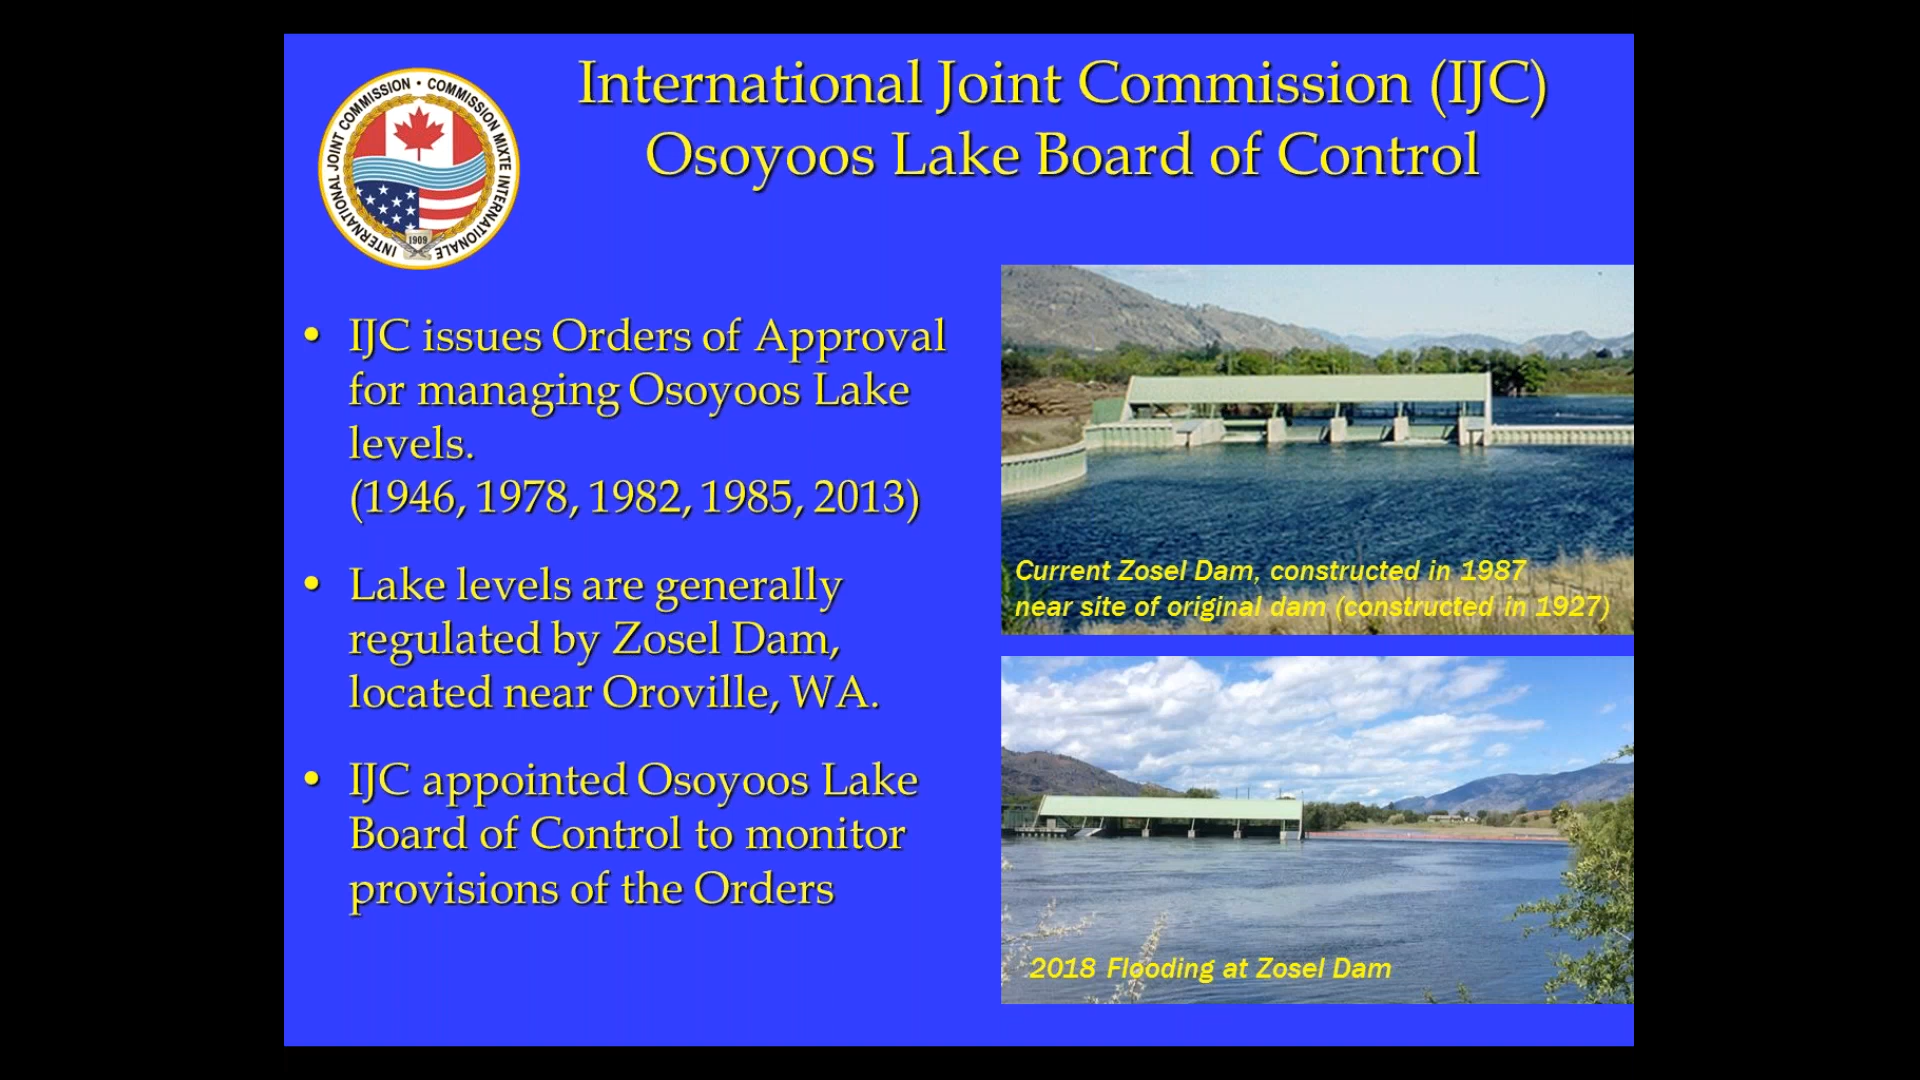 INTERNATIONAL JOINT COMMISSION • COMMISSION MIXTE INTERNATIONALE
1909
International Joint Commission (IJC)
Osoyoos Lake Board of Control
• IJC issues Orders of Approval
for managing Osoyoos Lake
levels.
(1946, 1978, 1982, 1985, 2013)
• Lake levels are generally
regulated by Zosel Dam,
located near Oroville, WA.
• IJC appointed Osoyoos Lake
Board of Control to monitor
provisions of the Orders
Current Zosel Dam, constructed in 1987
near site of original dam (constructed in 1927)
2018 Flooding at Zosel Dam